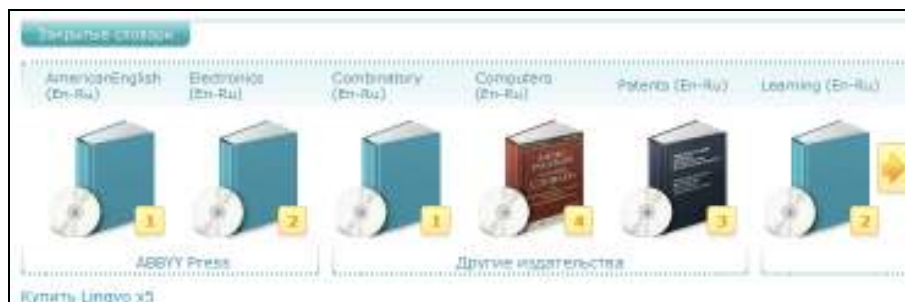 Закрытые словари
AmericanEnglish (En-Ru)
Electronics (En-Ru)
Combinatory (En-Ru)
Computers (En-Ru)
Patents (En-Ru)
Learning (En-Ru)
1
2
1
4
3
2
ABBYY Press
Другие издательства
Купить Lingvo x5